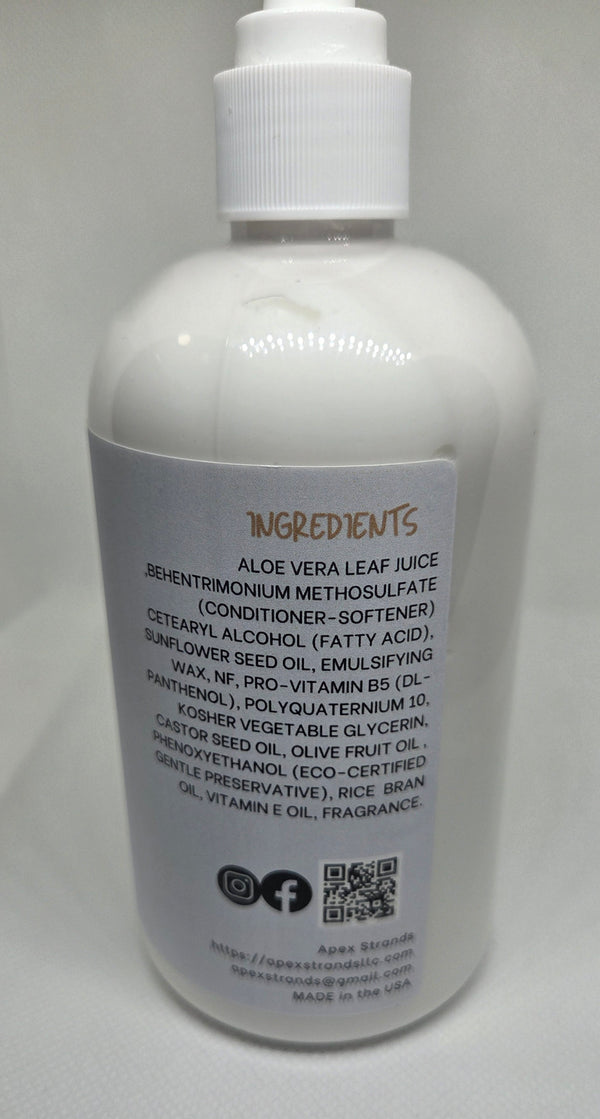 INGREDIENTS
ALOE VERA LEAF JUICE
,BEHENTRIMONIUM METHOSULFATE
(CONDITIONER-SOFTENER)
CETEARYL ALCOHOL (FATTY ACID),
SUNFLOWER SEED OIL, EMULSIFYING
WAX, NF, PRO-VITAMIN B5 (DL-
PANTHENOL), POLYQUATERNIUM 10,
KOSHER VEGETABLE GLYCERIN,
CASTOR SEED OIL, OLIVE FRUIT OIL ,
PHENOXYETHANOL (ECO-CERTIFIED
GENTLE PRESERVATIVE), RICE BRAN
OIL, VITAMIN E OIL, FRAGRANCE.
Apex Strands
https://apexstrandsllc.com
apexstrands@gmail.com
MADE in the USA